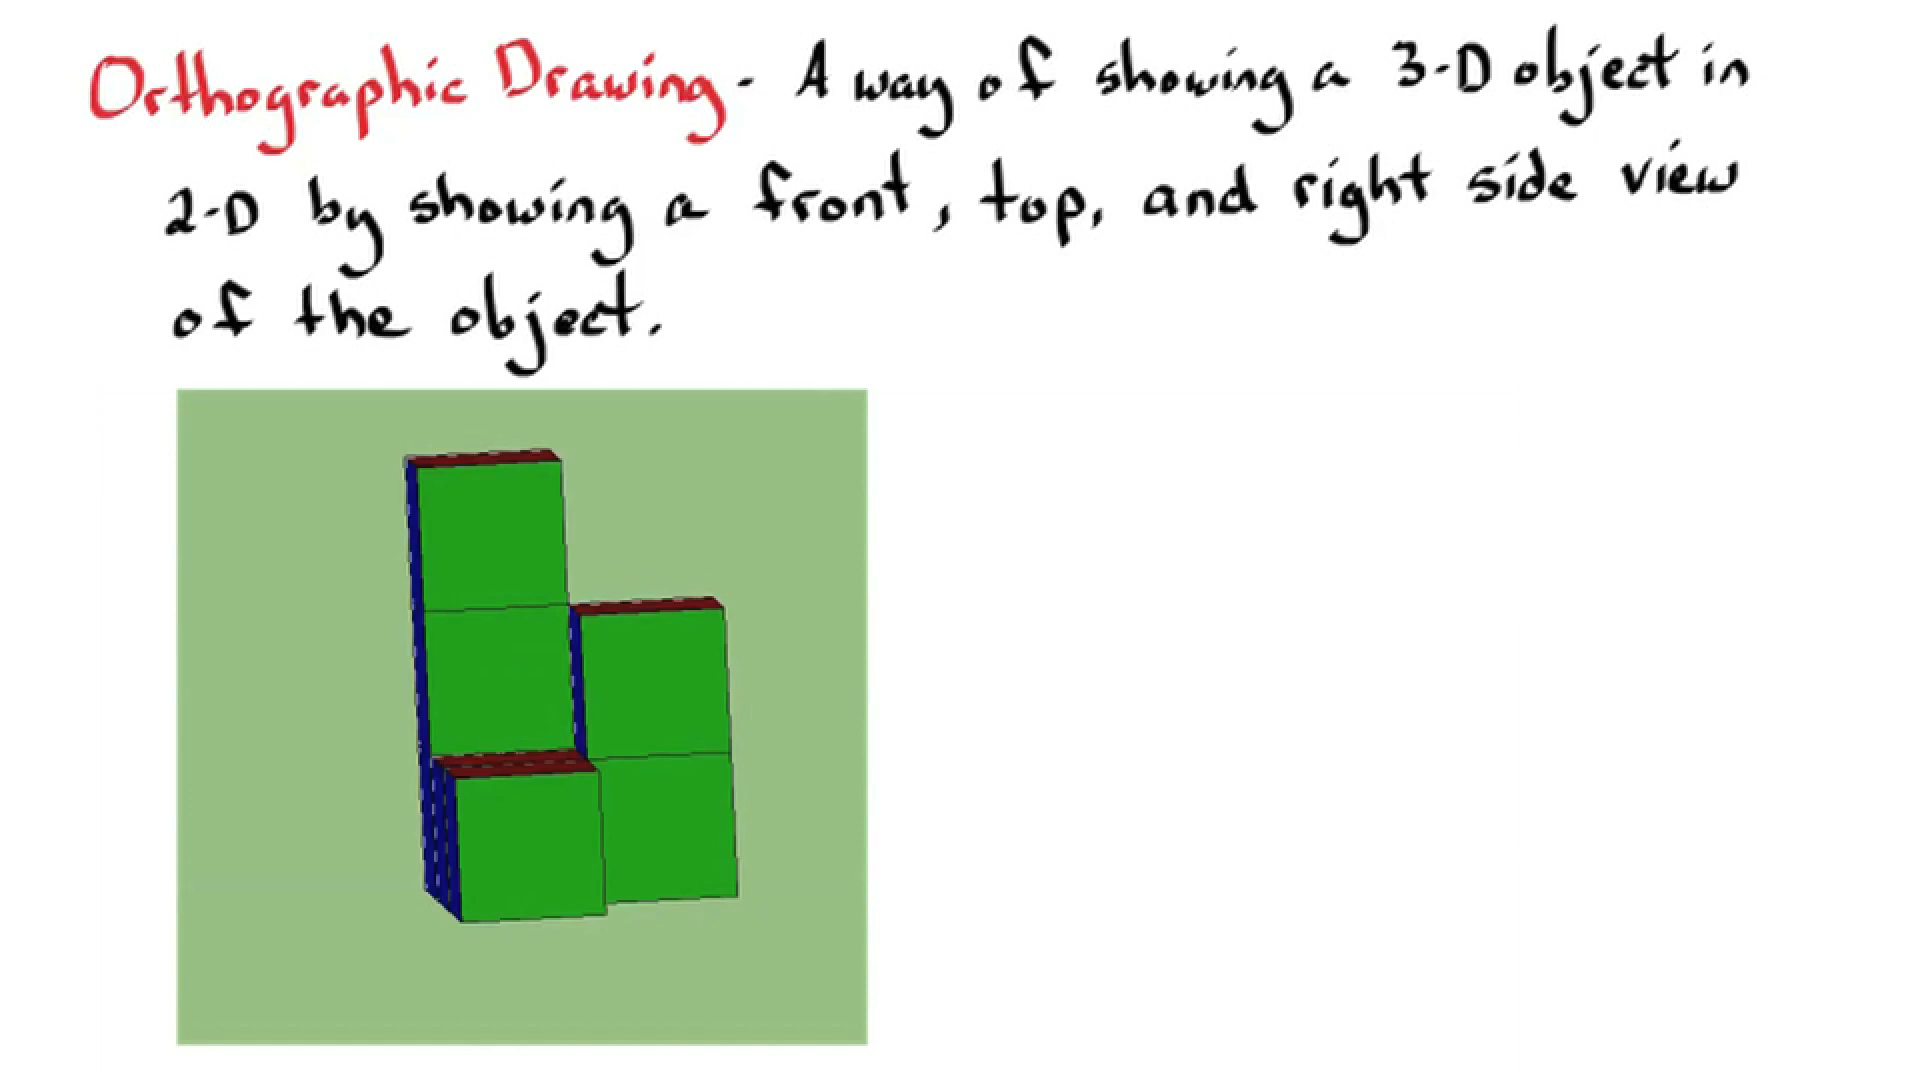 Orthographic Drawing - A way of showing a 3-D object in
2-D by showing a front, top, and right side view
of the object.